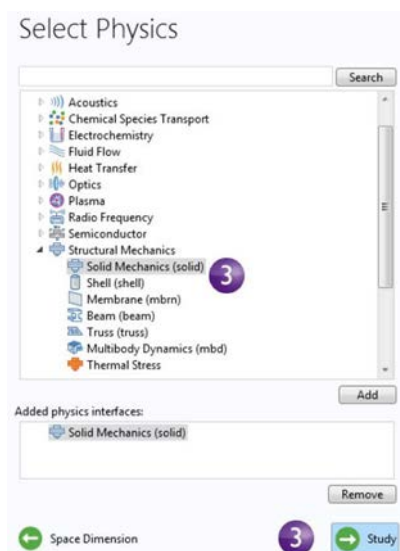 Select Physics
Search
Acoustics
Chemical Species Transport
Electrochemistry
Fluid Flow
Heat Transfer
Optics
Plasma
Radio Frequency
Semiconductor
Structural Mechanics
Solid Mechanics (solid)
3
Shell (shell)
Membrane (mbrn)
Beam (beam)
Truss (truss)
Multibody Dynamics (mbd)
Thermal Stress
Add
Added physics interfaces:
Solid Mechanics (solid)
Remove
Space Dimension
3
Study